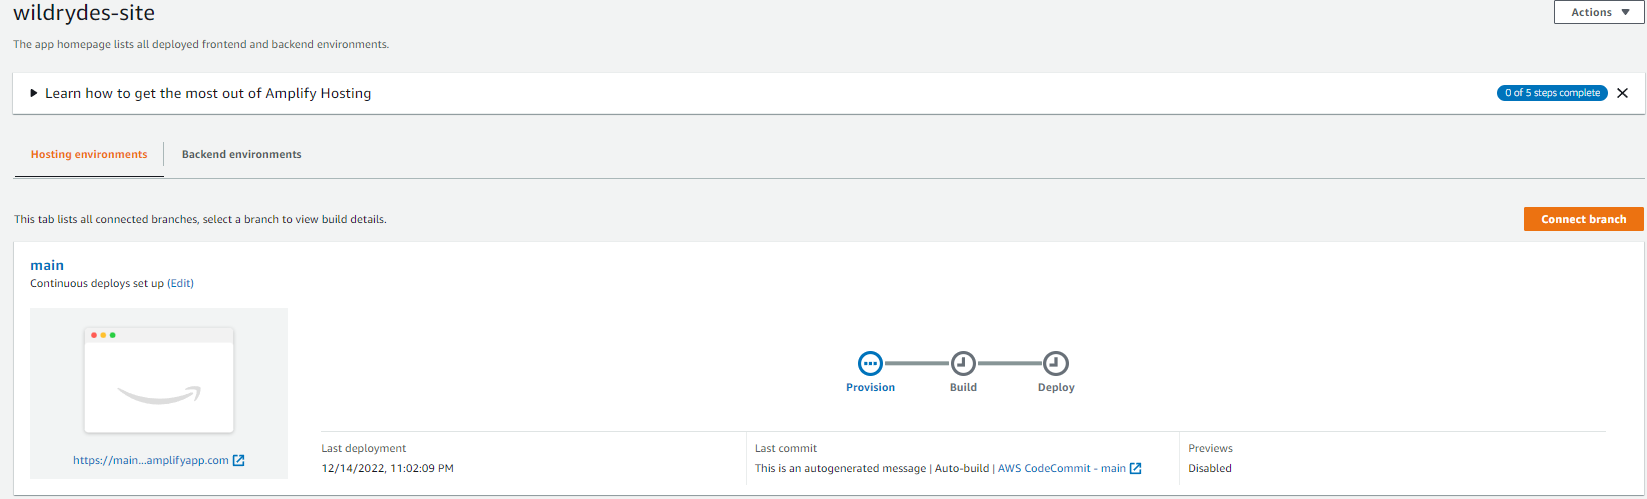 wildrydes-site
Actions
The app homepage lists all deployed frontend and backend environments.
Learn how to get the most out of Amplify Hosting
0 of 5 steps complete
Hosting environments
Backend environments
This tab lists all connected branches, select a branch to view build details.
Connect branch
main
Continuous deploys set up (Edit)
Provision
Build
Deploy
https://main...amplifyapp.com
Last deployment
12/14/2022, 11:02:09 PM
Last commit
This is an autogenerated message | Auto-build | AWS CodeCommit - main
Previews
Disabled